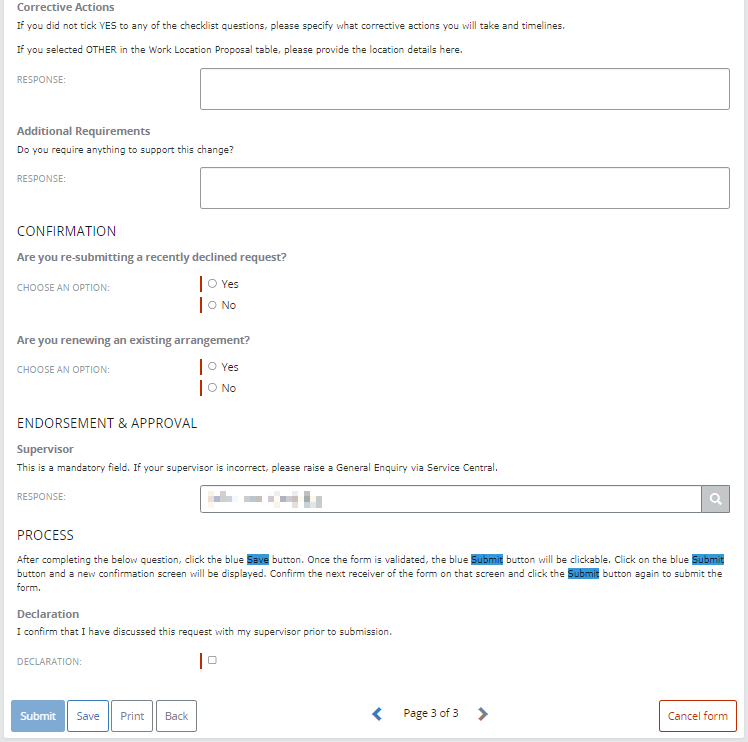 Corrective Actions
If you did not tick YES to any of the checklist questions, please specify what corrective actions you will take and timelines.
If you selected OTHER in the Work Location Proposal table, please provide the location details here.
RESPONSE:
Additional Requirements
Do you require anything to support this change?
RESPONSE:
CONFIRMATION
Are you re-submitting a recently declined request?
CHOOSE AN OPTION:
Yes
No
Are you renewing an existing arrangement?
CHOOSE AN OPTION:
Yes
No
ENDORSEMENT & APPROVAL
Supervisor
This is a mandatory field. If your supervisor is incorrect, please raise a General Enquiry via Service Central.
RESPONSE:
PROCESS
After completing the below question, click the blue Save button. Once the form is validated, the blue Submit button will be clickable. Click on the blue Submit
button and a new confirmation screen will be displayed. Confirm the next receiver of the form on that screen and click the Submit button again to submit the
form.
Declaration
I confirm that I have discussed this request with my supervisor prior to submission.
DECLARATION:
Submit Save Print Back Page 3 of 3 Cancel form